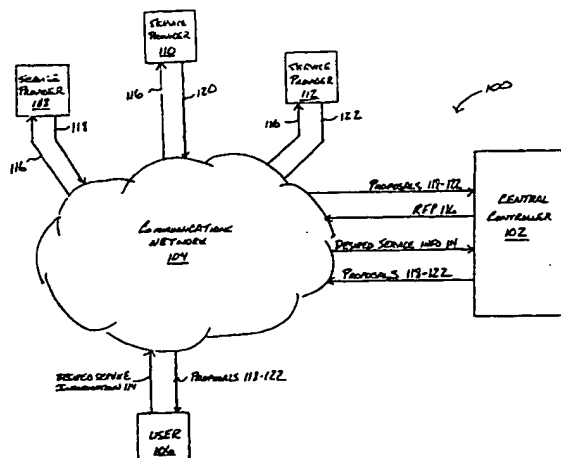 SERVICE
PROVIDER
110
SERVICE
PROVIDER
108
SERVICE
PROVIDER
112
116
120
118
116
116
122
100
COMMUNICATIONS
NETWORK
104
PROPOSALS 118-122
RFP 116
DESIRED SERVICE INFO 114
PROPOSALS 118-122
CENTRAL
CONTROLLER
102
DESIRED SERVICE
INFORMATION 114
PROPOSALS 118-122
USER
106a